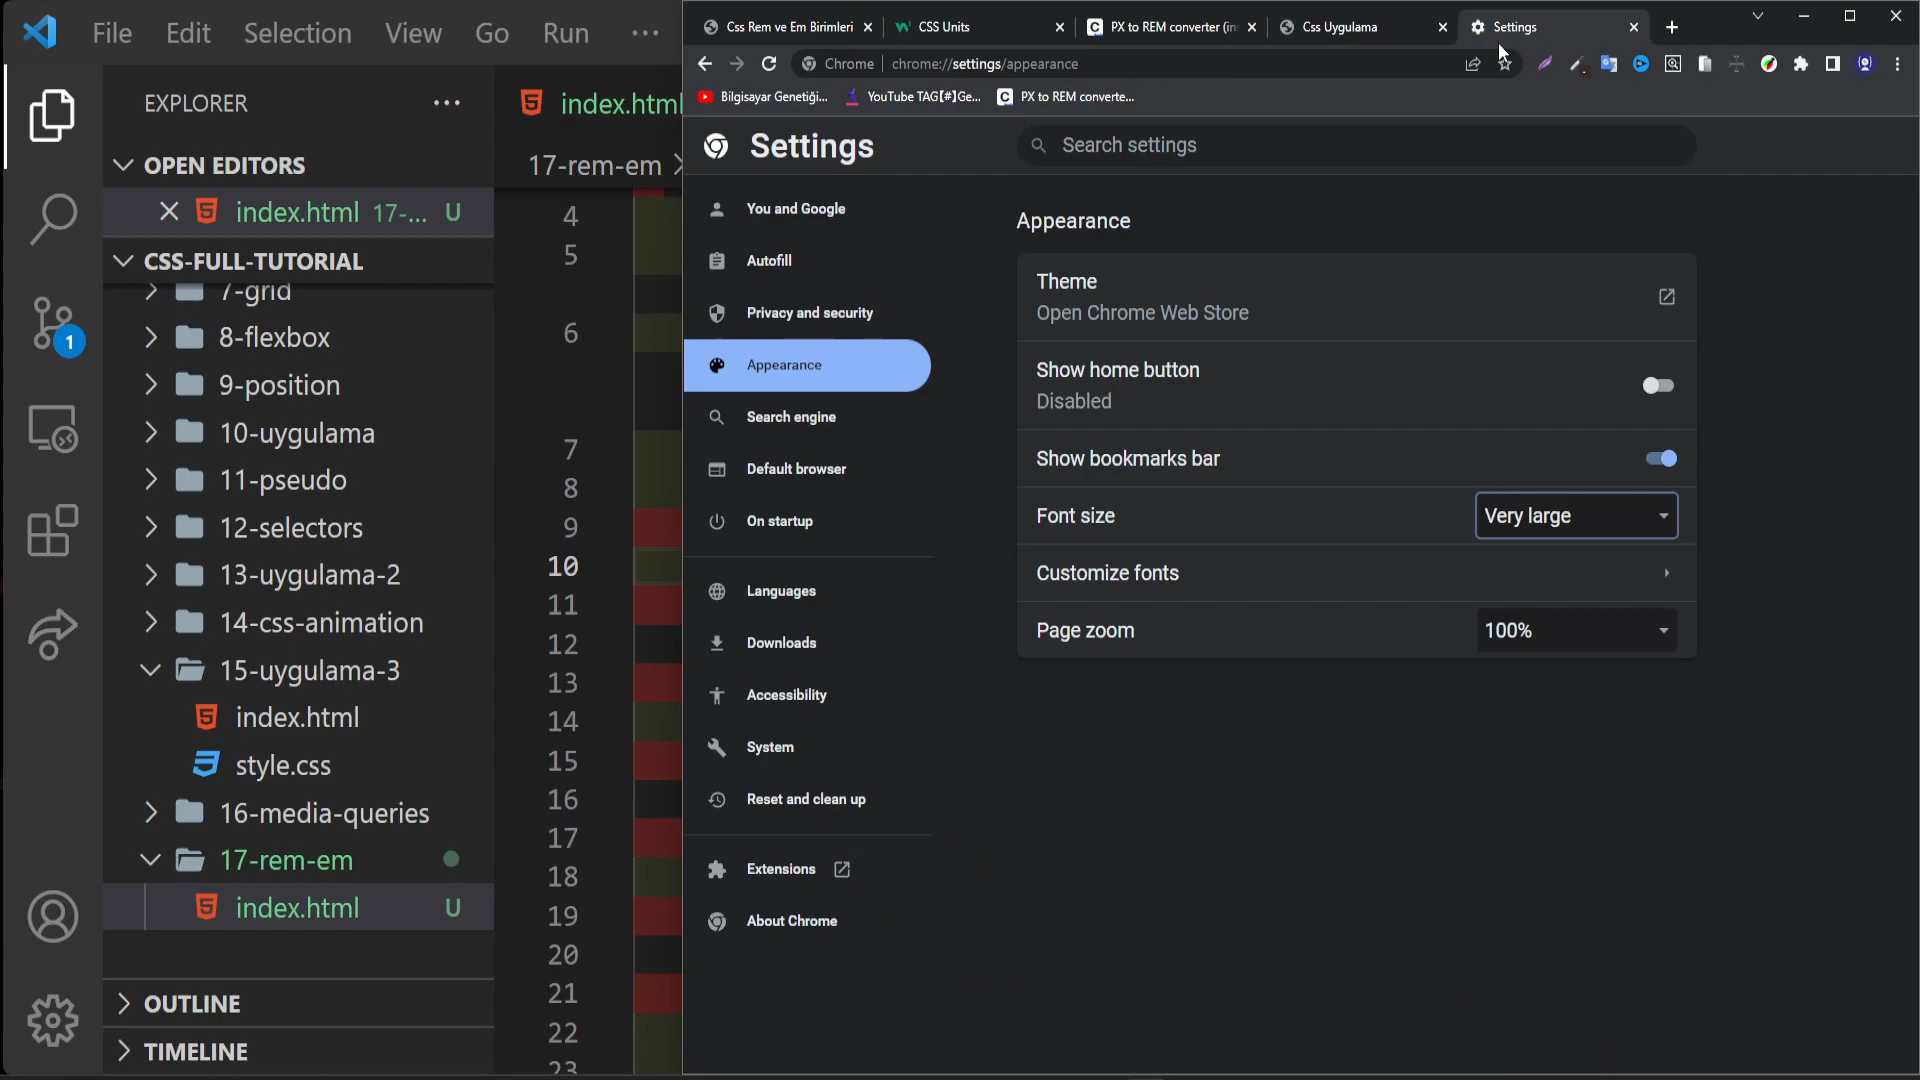 File Edit Selection View Go Run ...
EXPLORER ...
OPEN EDITORS
index.html 17-... U
CSS-FULL-TUTORIAL
7-grid
8-flexbox
9-position
10-uygulama
11-pseudo
12-selectors
13-uygulama-2
14-css-animation
15-uygulama-3
index.html
style.css
16-media-queries
17-rem-em
index.html U
OUTLINE
TIMELINE
1
index.html
17-rem-em
4
5
6
7
8
9
10
11
12
13
14
15
16
17
18
19
20
21
22
23
Css Rem ve Em Birimleri
CSS Units
PX to REM converter (in
Css Uygulama
Settings
Chrome chrome://settings/appearance
Bilgisayar Genetiği...
YouTube TAG【#】Ge...
PX to REM converte...
Settings
Search settings
You and Google
Autofill
Privacy and security
Appearance
Search engine
Default browser
On startup
Languages
Downloads
Accessibility
System
Reset and clean up
Extensions
About Chrome
Appearance
Theme
Open Chrome Web Store
Show home button
Disabled
Show bookmarks bar
Font size Very large
Customize fonts
Page zoom 100%